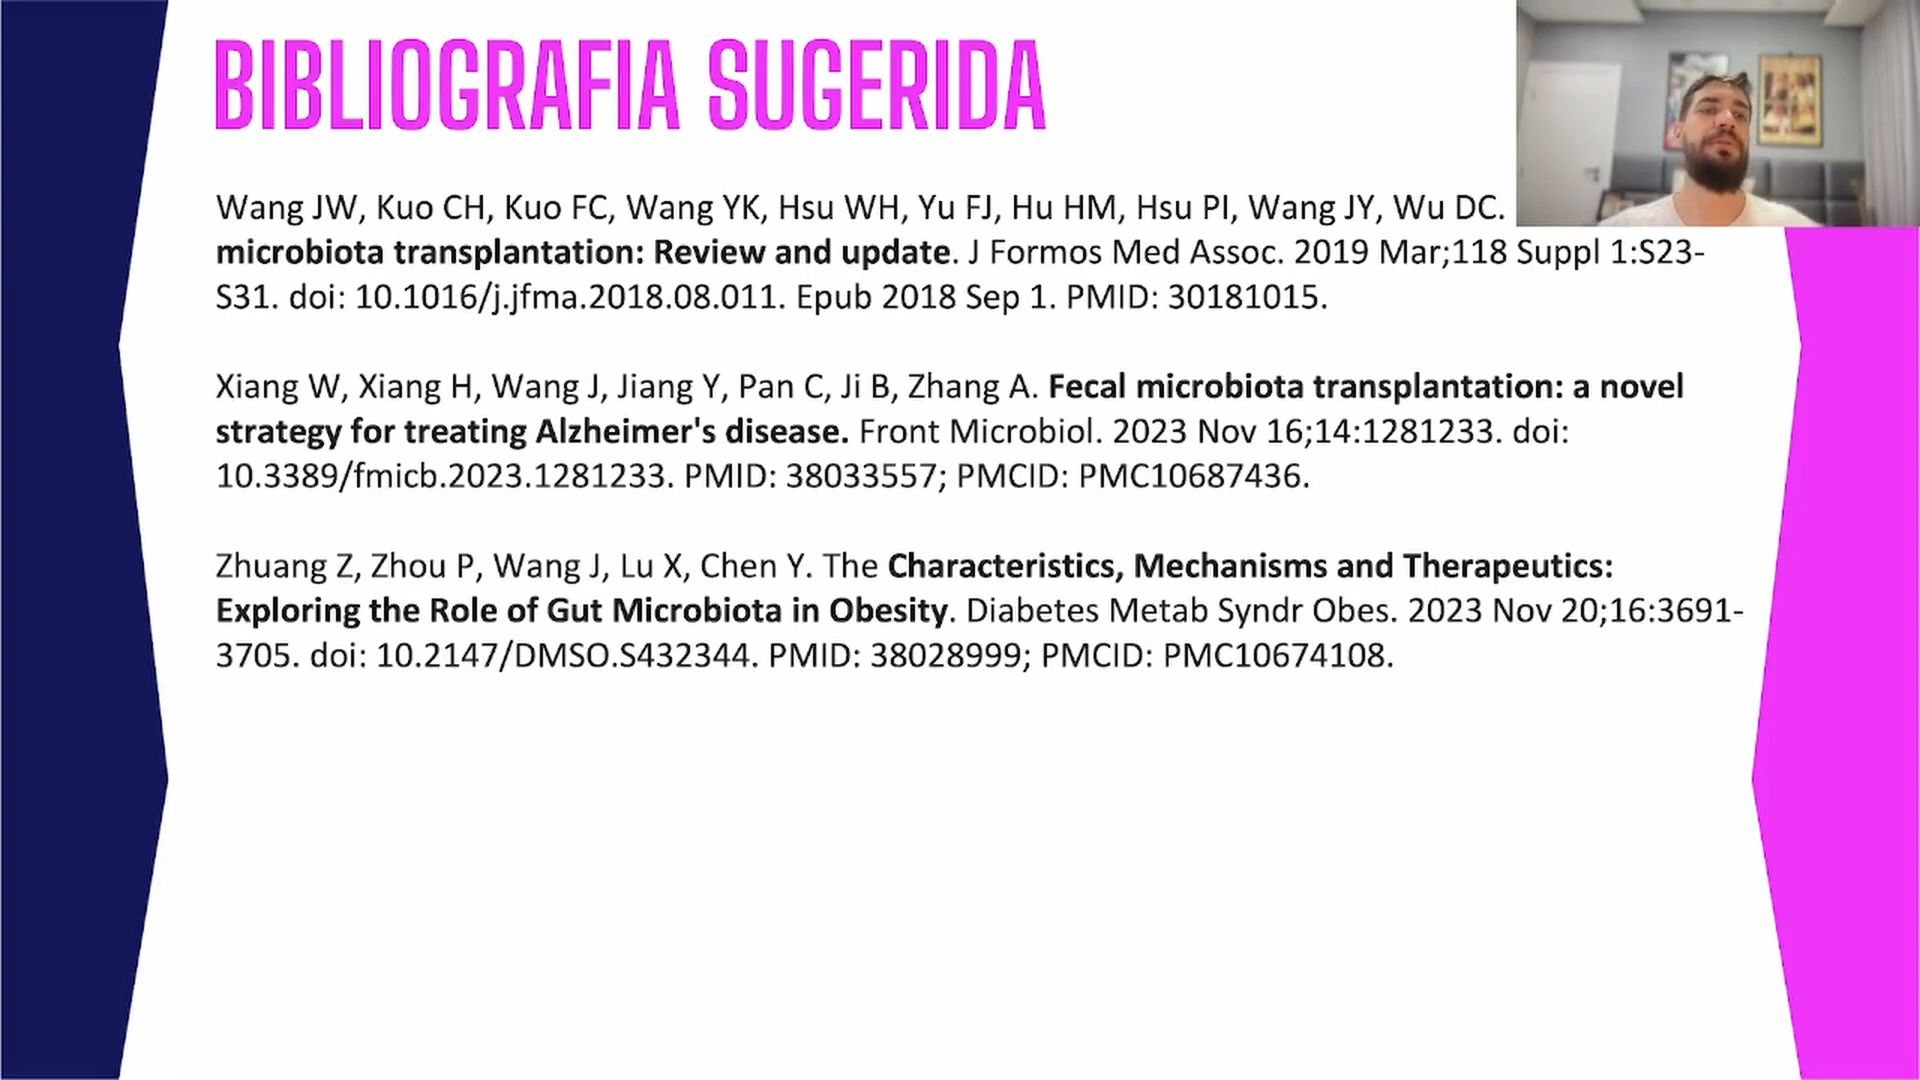 BIBLIOGRAFIA SUGERIDA
Wang JW, Kuo CH, Kuo FC, Wang YK, Hsu WH, Yu FJ, Hu HM, Hsu PI, Wang JY, Wu DC.
microbiota transplantation: Review and update. J Formos Med Assoc. 2019 Mar;118 Suppl 1:S23-
S31. doi: 10.1016/j.jfma.2018.08.011. Epub 2018 Sep 1. PMID: 30181015.
Xiang W, Xiang H, Wang J, Jiang Y, Pan C, Ji B, Zhang A. Fecal microbiota transplantation: a novel
strategy for treating Alzheimer's disease. Front Microbiol. 2023 Nov 16;14:1281233. doi:
10.3389/fmicb.2023.1281233. PMID: 38033557; PMCID: PMC10687436.
Zhuang Z, Zhou P, Wang J, Lu X, Chen Y. The Characteristics, Mechanisms and Therapeutics:
Exploring the Role of Gut Microbiota in Obesity. Diabetes Metab Syndr Obes. 2023 Nov 20;16:3691-
3705. doi: 10.2147/DMSO.S432344. PMID: 38028999; PMCID: PMC10674108.